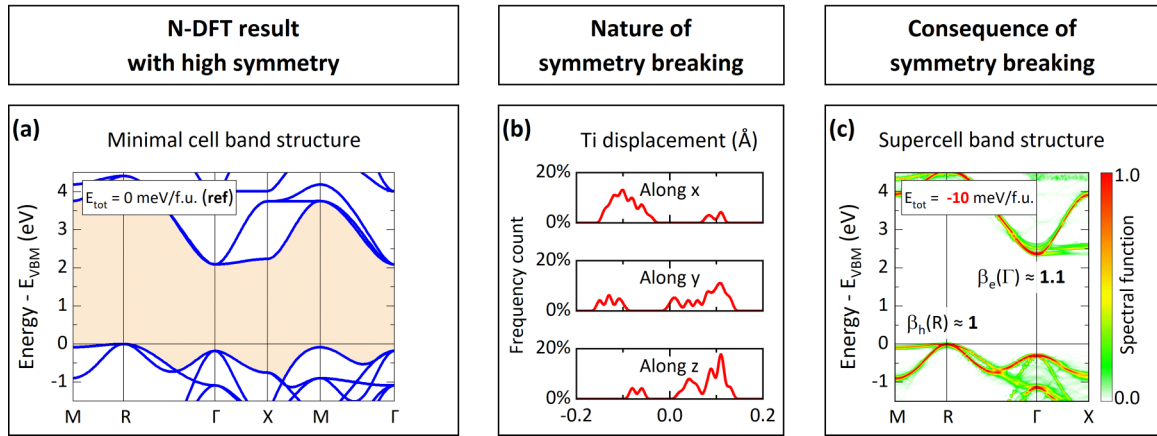 N-DFT result
with high symmetry
Nature of
symmetry breaking
Consequence of
symmetry breaking
(a)
Minimal cell band structure
E_tot = 0 meV/f.u. (ref)
Energy - E_VBM (eV)
4
3
2
1
0
-1
M R Γ X M Γ
(b)
Ti displacement (Å)
Frequency count
20%
Along x
0%
20%
Along y
0%
20%
Along z
0%
-0.2 0.0 0.2
(c)
Supercell band structure
E_tot = -10 meV/f.u.
Energy - E_VBM (eV)
4
3
2
1
0
-1
β_e(Γ) ≈ 1.1
β_h(R) ≈ 1
M R Γ X
1.0
Spectral function
0.0